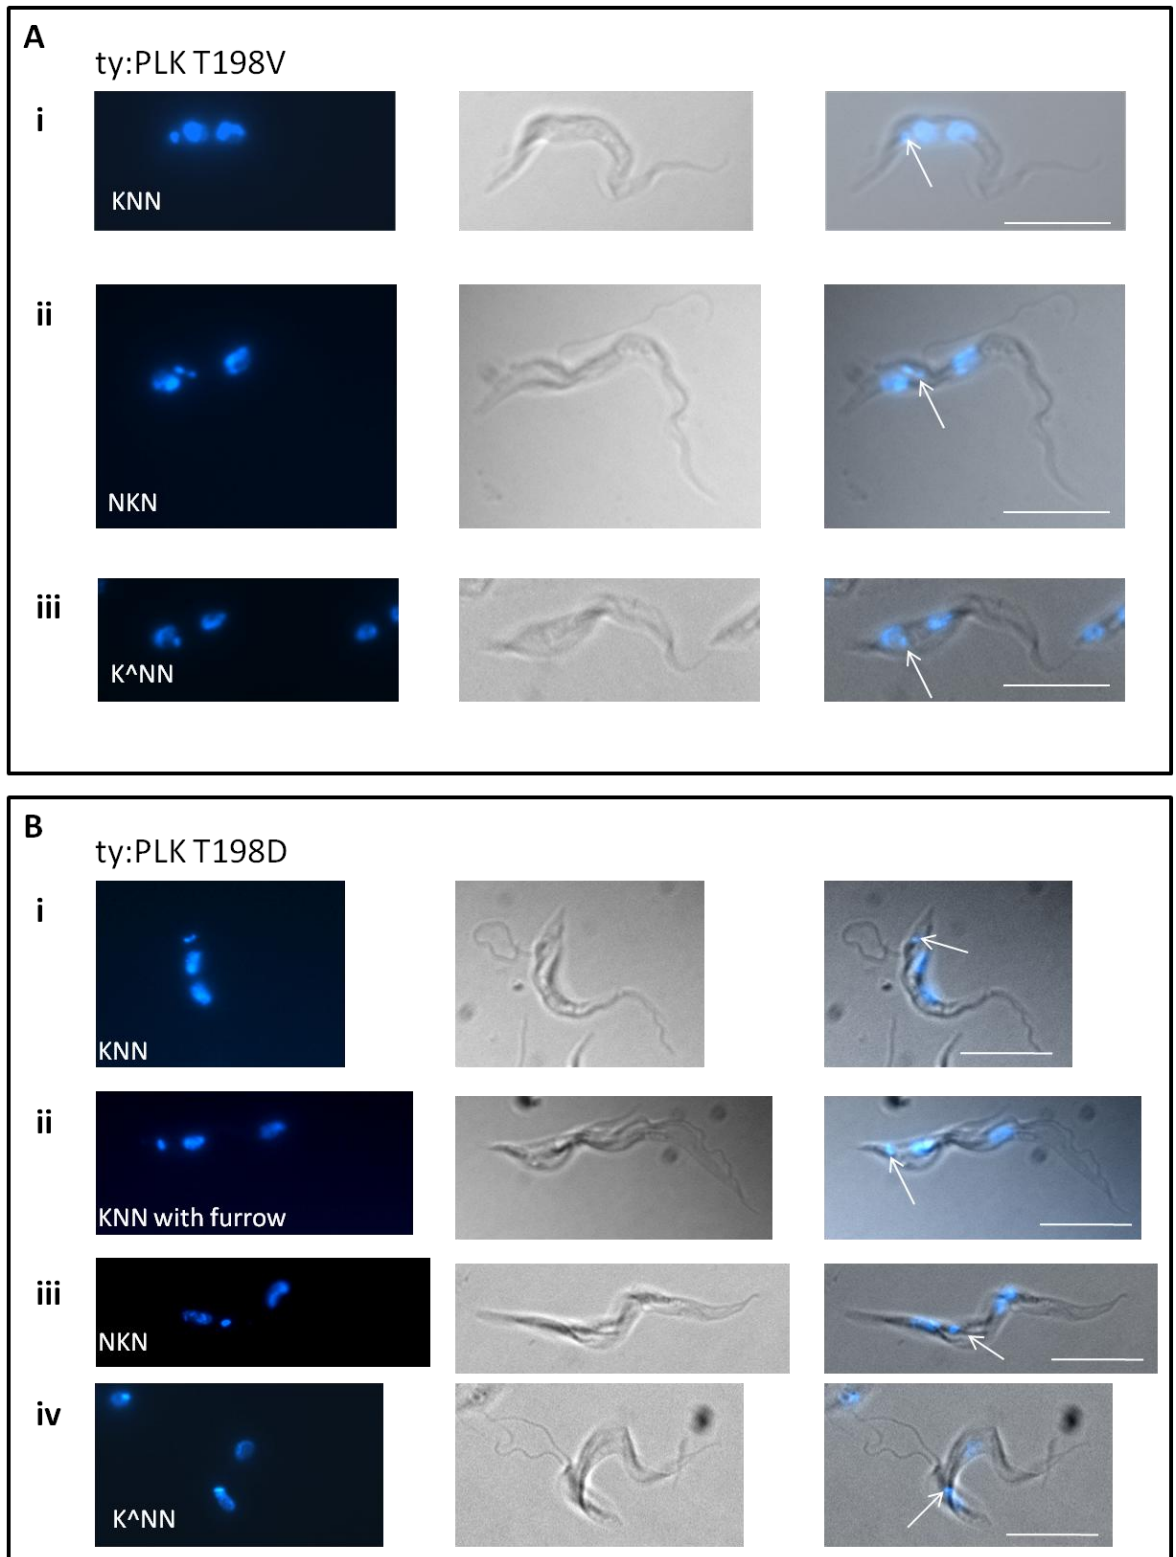 A
ty:PLK T198V
i
KNN
ii
NKN
iii
K^NN
B
ty:PLK T198D
i
KNN
ii
KNN with furrow
iii
NKN
iv
K^NN